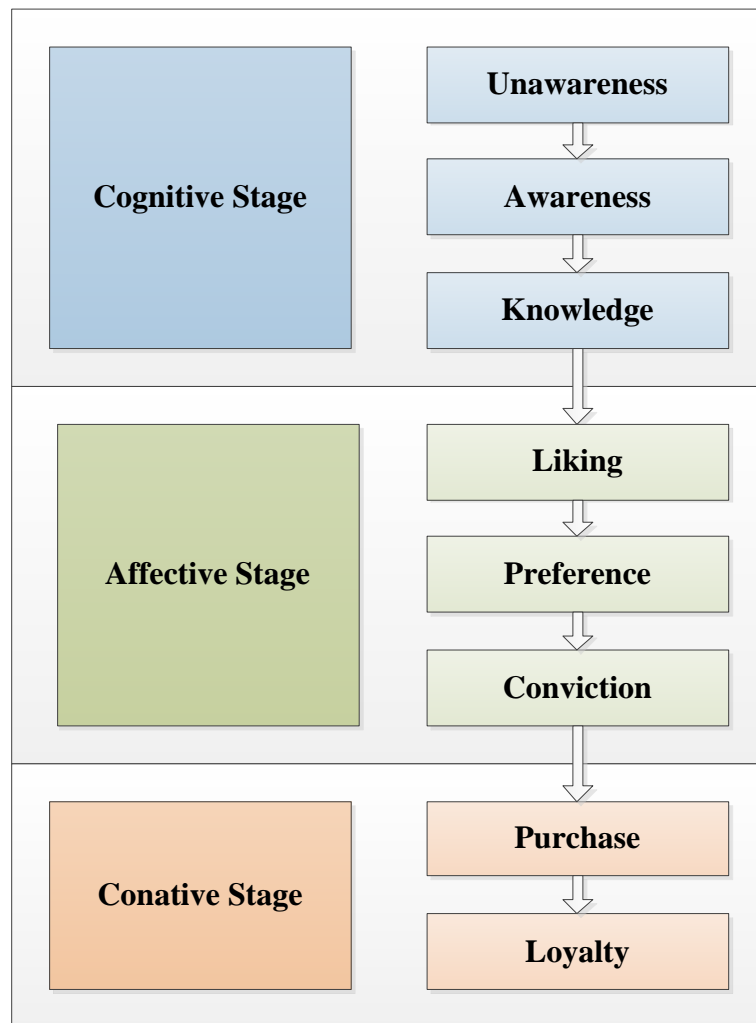 Cognitive Stage
Unawareness
Awareness
Knowledge
Affective Stage
Liking
Preference
Conviction
Conative Stage
Purchase
Loyalty